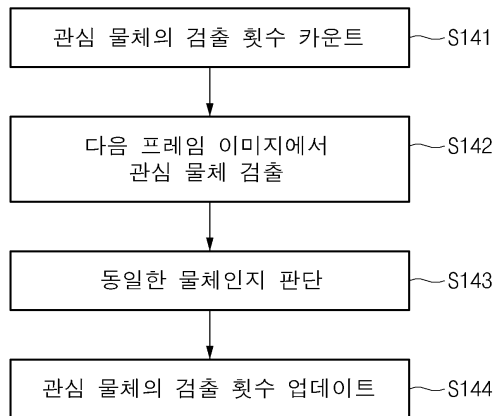 관심 물체의 검출 횟수 카운트
S141
다음 프레임 이미지에서
관심 물체 검출
S142
동일한 물체인지 판단
S143
관심 물체의 검출 횟수 업데이트
S144